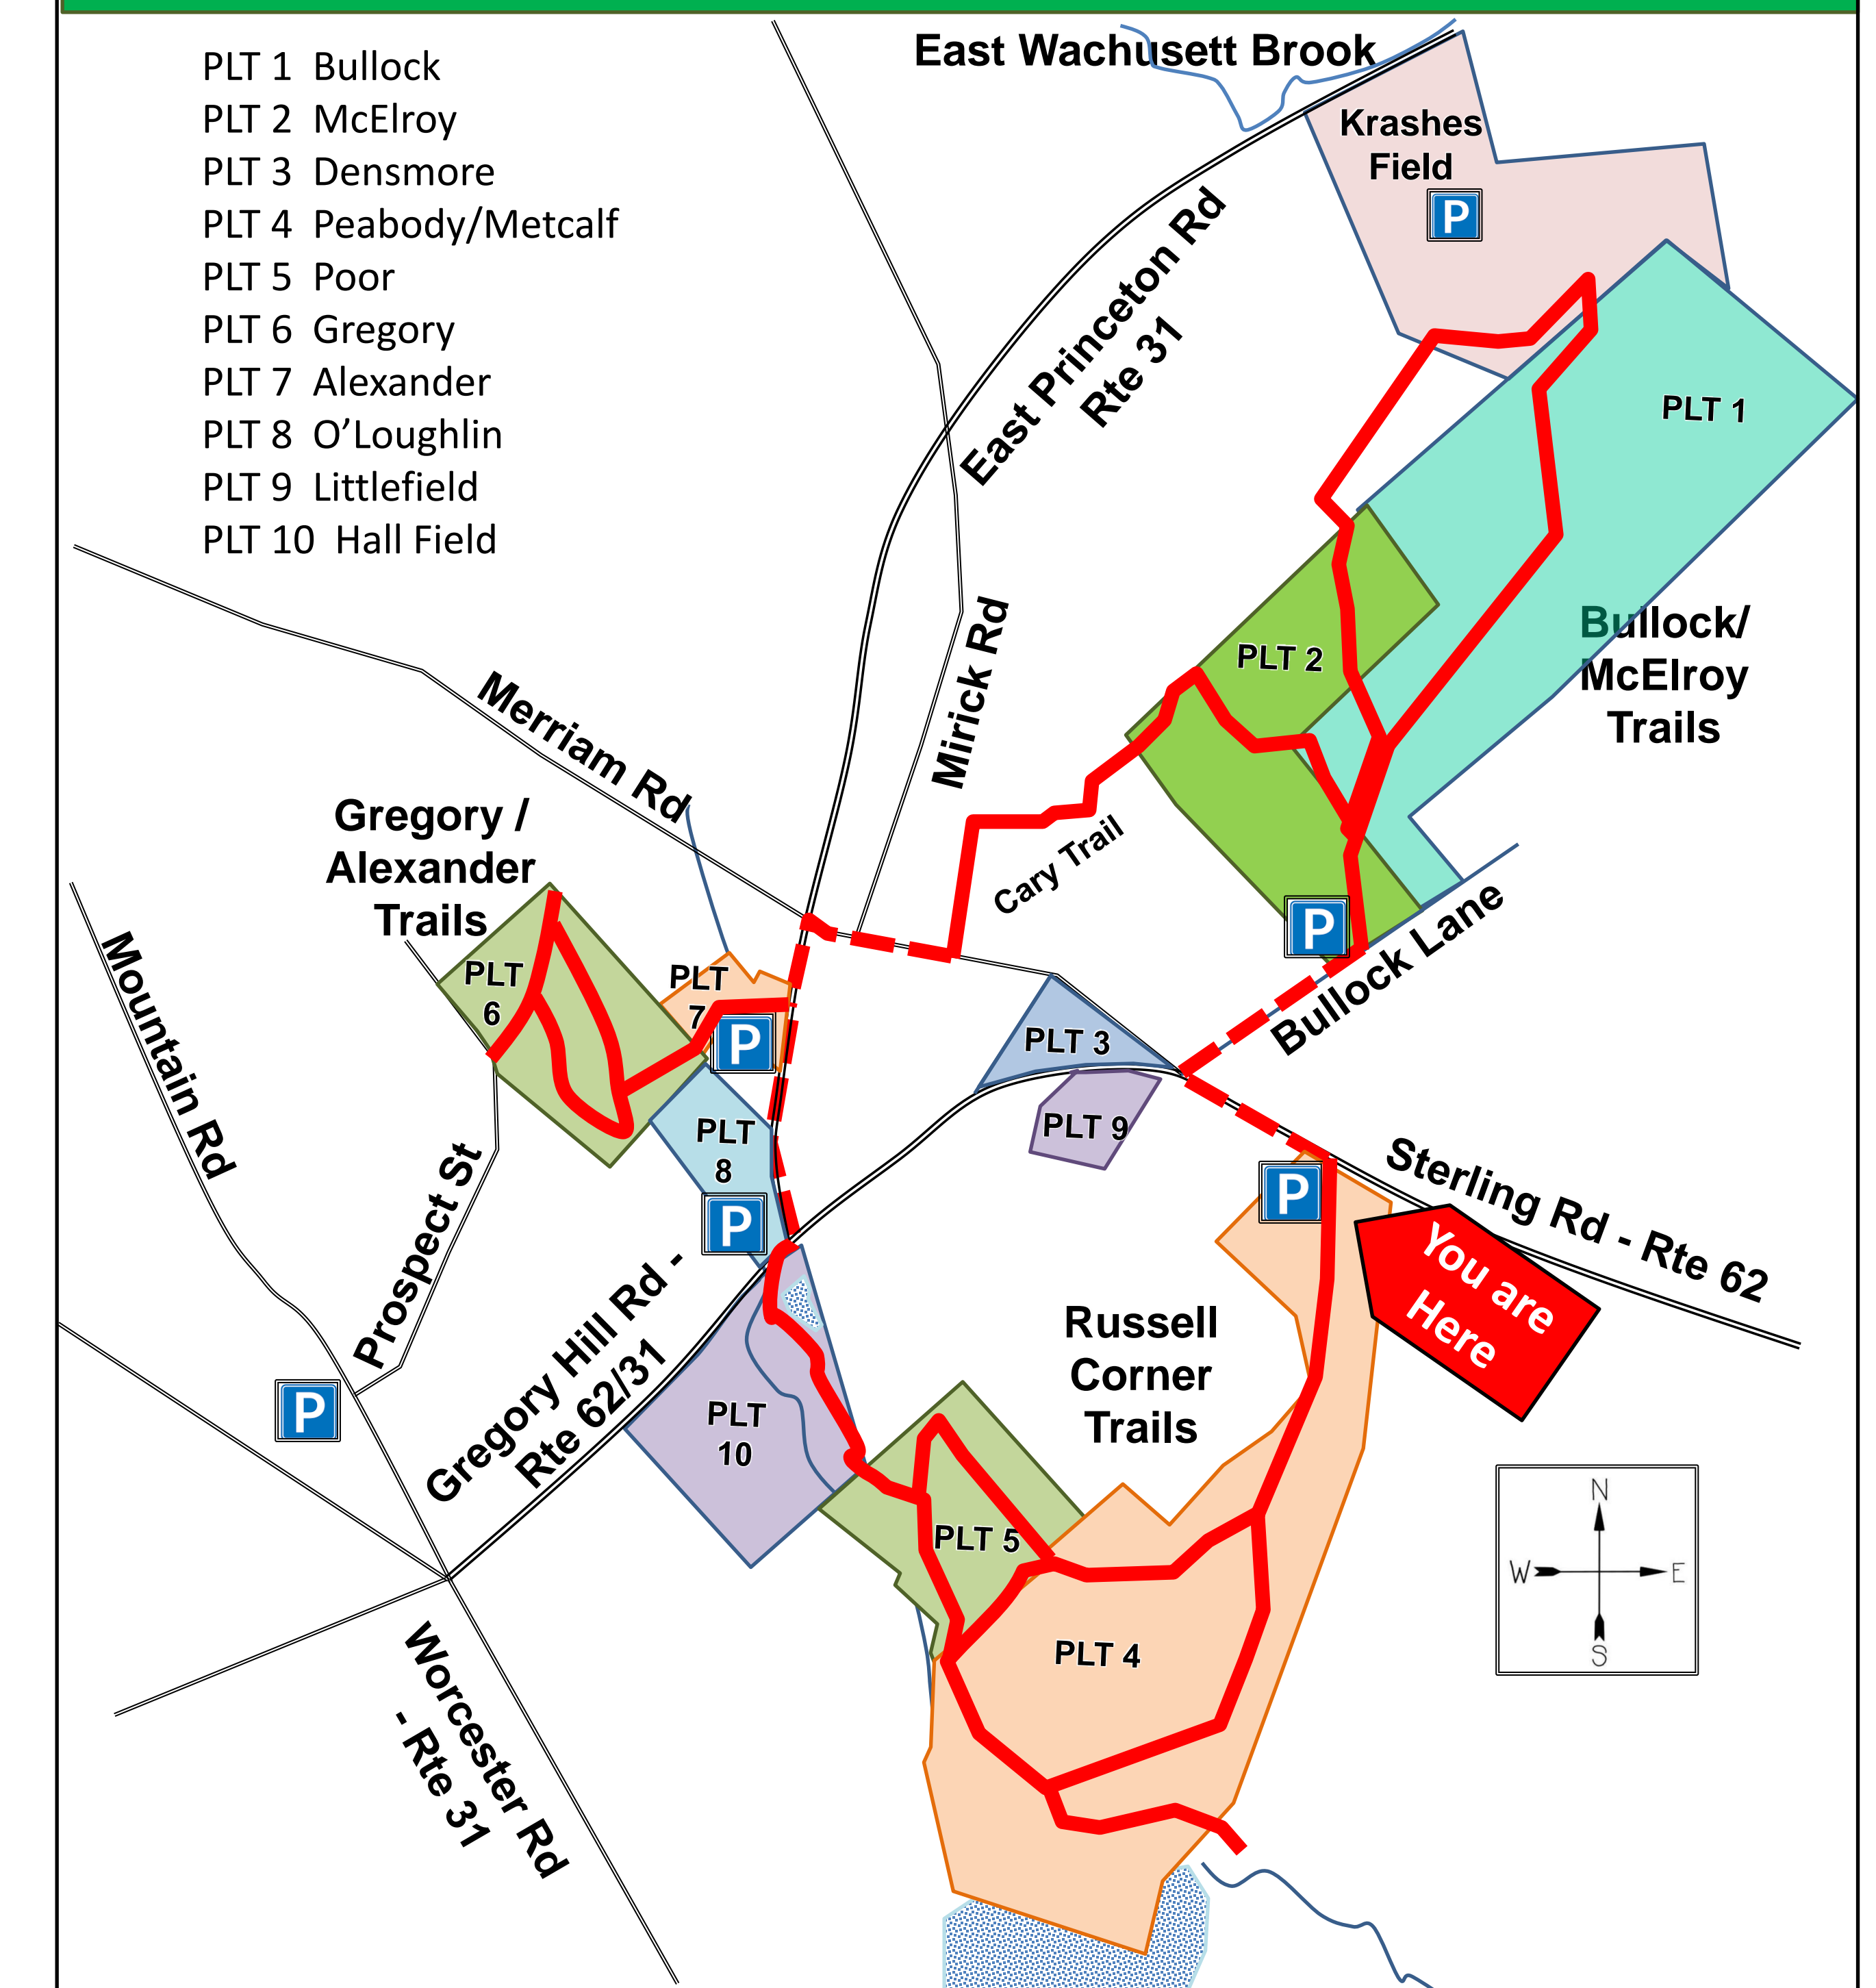 PLT 1 Bullock
PLT 2 McElroy
PLT 3 Densmore
PLT 4 Peabody/Metcalf
PLT 5 Poor
PLT 6 Gregory
PLT 7 Alexander
PLT 8 O’Loughlin
PLT 9 Littlefield
PLT 10 Hall Field
East Wachusett Brook
Krashes
Field
P
East Princeton Rd
Rte 31
PLT 1
Bullock/
McElroy
Trails
PLT 2
Mirick Rd
Merriam Rd
Cary Trail
Gregory /
Alexander
Trails
P
Bullock Lane
PLT
6
PLT
7
P
Mountain Rd
PLT 3
PLT 9
PLT
8
P
P
Sterling Rd - Rte 62
You are
Here
Prospect St
P
Gregory Hill Rd -
Rte 62/31
Russell
Corner
Trails
PLT
10
PLT 5
PLT 4
N
W
E
S
Worcester Rd
- Rte 31